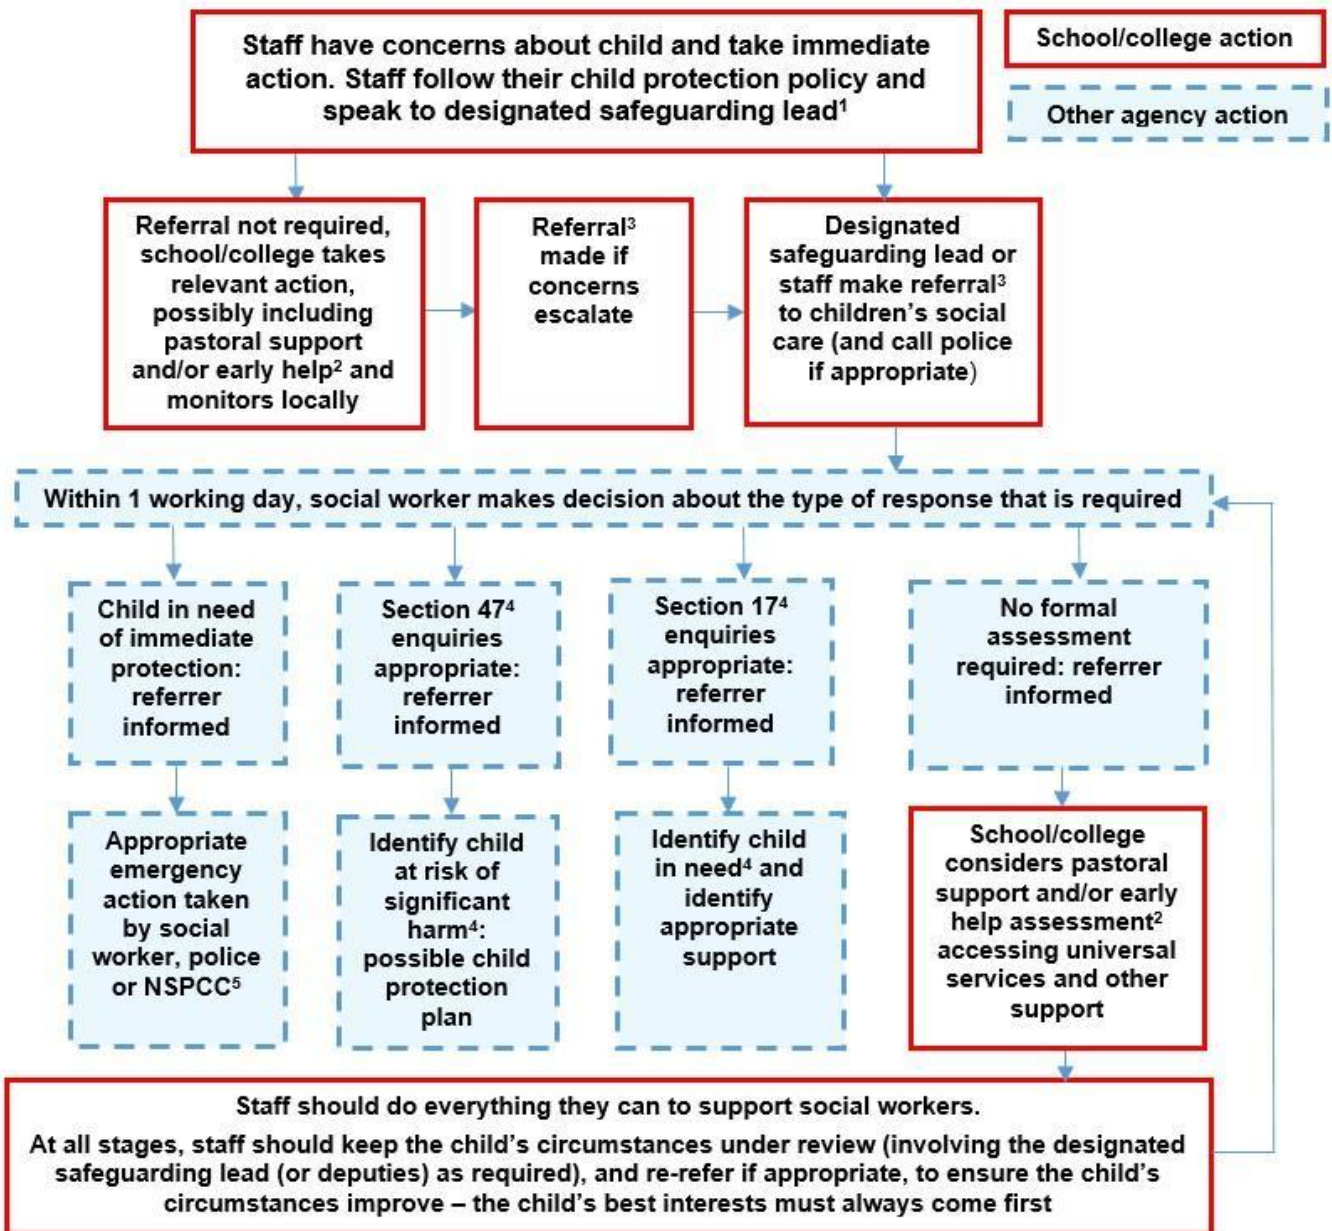 Staff have concerns about child and take immediate
action. Staff follow their child protection policy and
speak to designated safeguarding lead¹
School/college action
Other agency action
Referral not required,
school/college takes
relevant action,
possibly including
pastoral support
and/or early help² and
monitors locally
Referral³
made if
concerns
escalate
Designated
safeguarding lead or
staff make referral³
to children’s social
care (and call police
if appropriate)
Within 1 working day, social worker makes decision about the type of response that is required
Child in need
of immediate
protection:
referrer
informed
Section 47⁴
enquiries
appropriate:
referrer
informed
Section 17⁴
enquiries
appropriate:
referrer
informed
No formal
assessment
required: referrer
informed
Appropriate
emergency
action taken
by social
worker, police
or NSPCC⁵
Identify child
at risk of
significant
harm⁴:
possible child
protection
plan
Identify child
in need⁴ and
identify
appropriate
support
School/college
considers pastoral
support and/or early
help assessment²
accessing universal
services and other
support
Staff should do everything they can to support social workers.
At all stages, staff should keep the child’s circumstances under review (involving the designated
safeguarding lead (or deputies) as required), and re-refer if appropriate, to ensure the child’s
circumstances improve – the child’s best interests must always come first